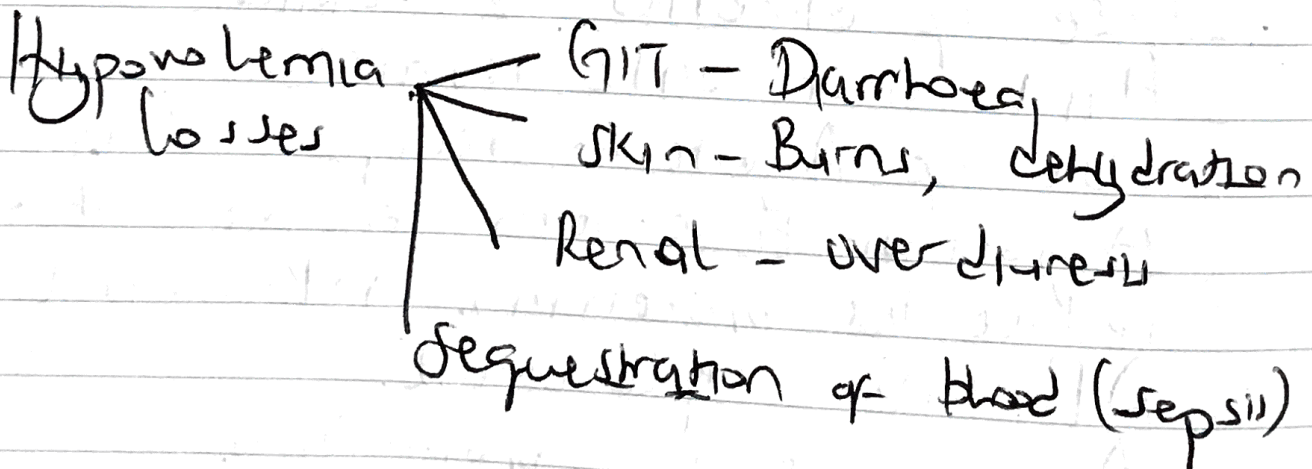 Hypovolemia
losses
GIT - Diarrhoea,
Skin - Burns, dehydration
Renal - over diuresis
Sequestration of blood (sepsis)